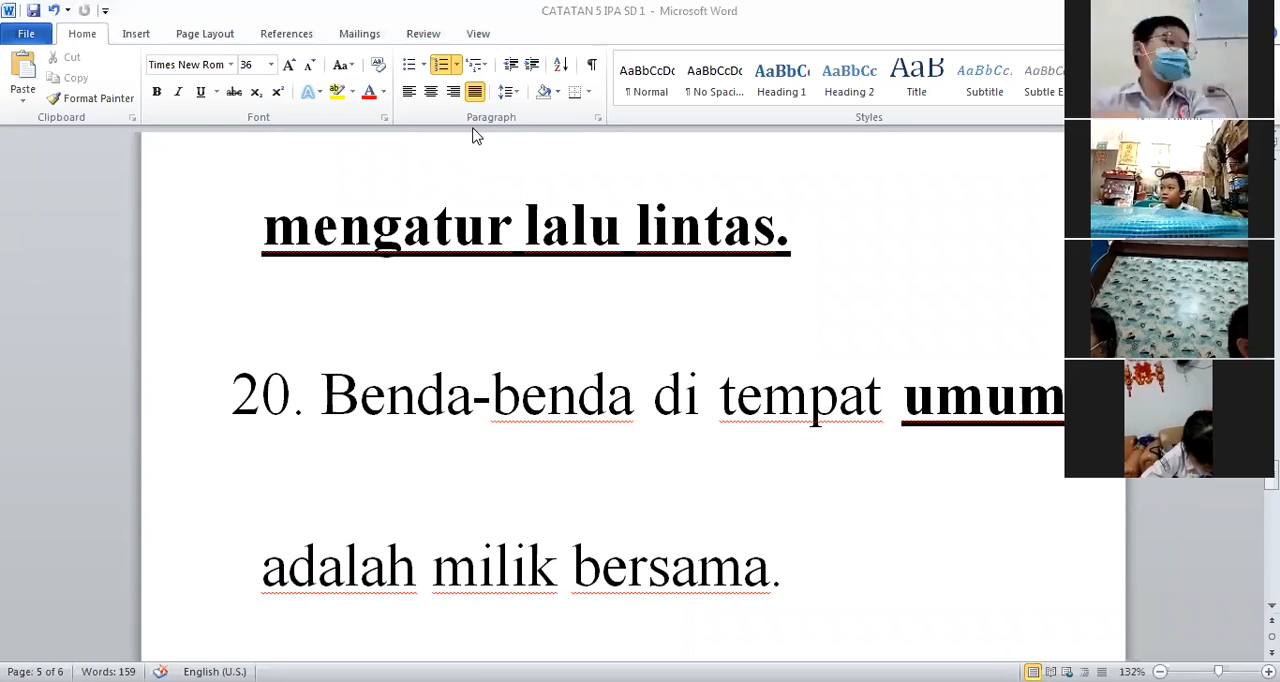 CATATAN 5 IPA SD 1 - Microsoft Word
File Home Insert Page Layout References Mailings Review View
Cut
Copy
Paste
Format Painter
Clipboard
Times New Rom 36
Font
Paragraph
AaBbCcDc AaBbCcDc AaBbC AaBbCc AaB AaBbCc. AaBbCc
¶ Normal ¶ No Spaci... Heading 1 Heading 2 Title Subtitle Subtle E
Styles
mengatur lalu lintas.
20. Benda-benda di tempat umum
adalah milik bersama.
Page: 5 of 6 Words: 159 English (U.S.) 132%